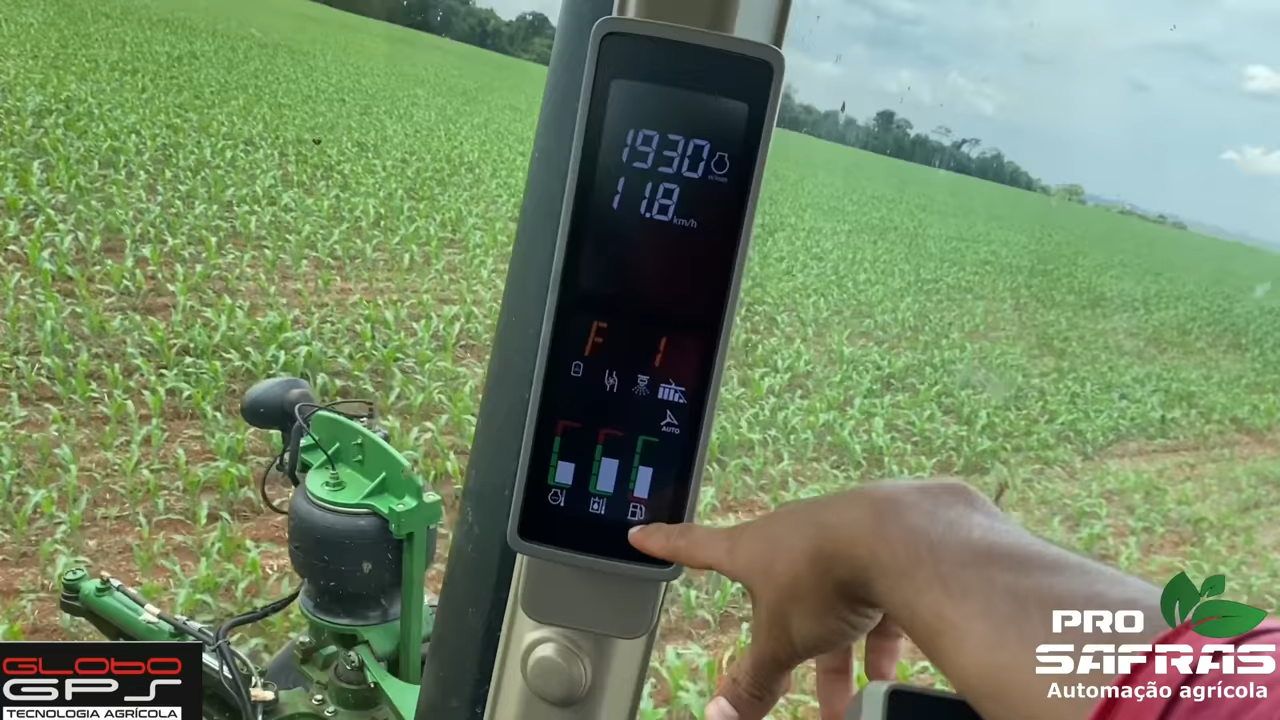 1930
11.8 km/h
F 1
AUTO
GLOBO
GPS
TECNOLOGIA AGRÍCOLA
PRO
SAFRAS
Automação agrícola